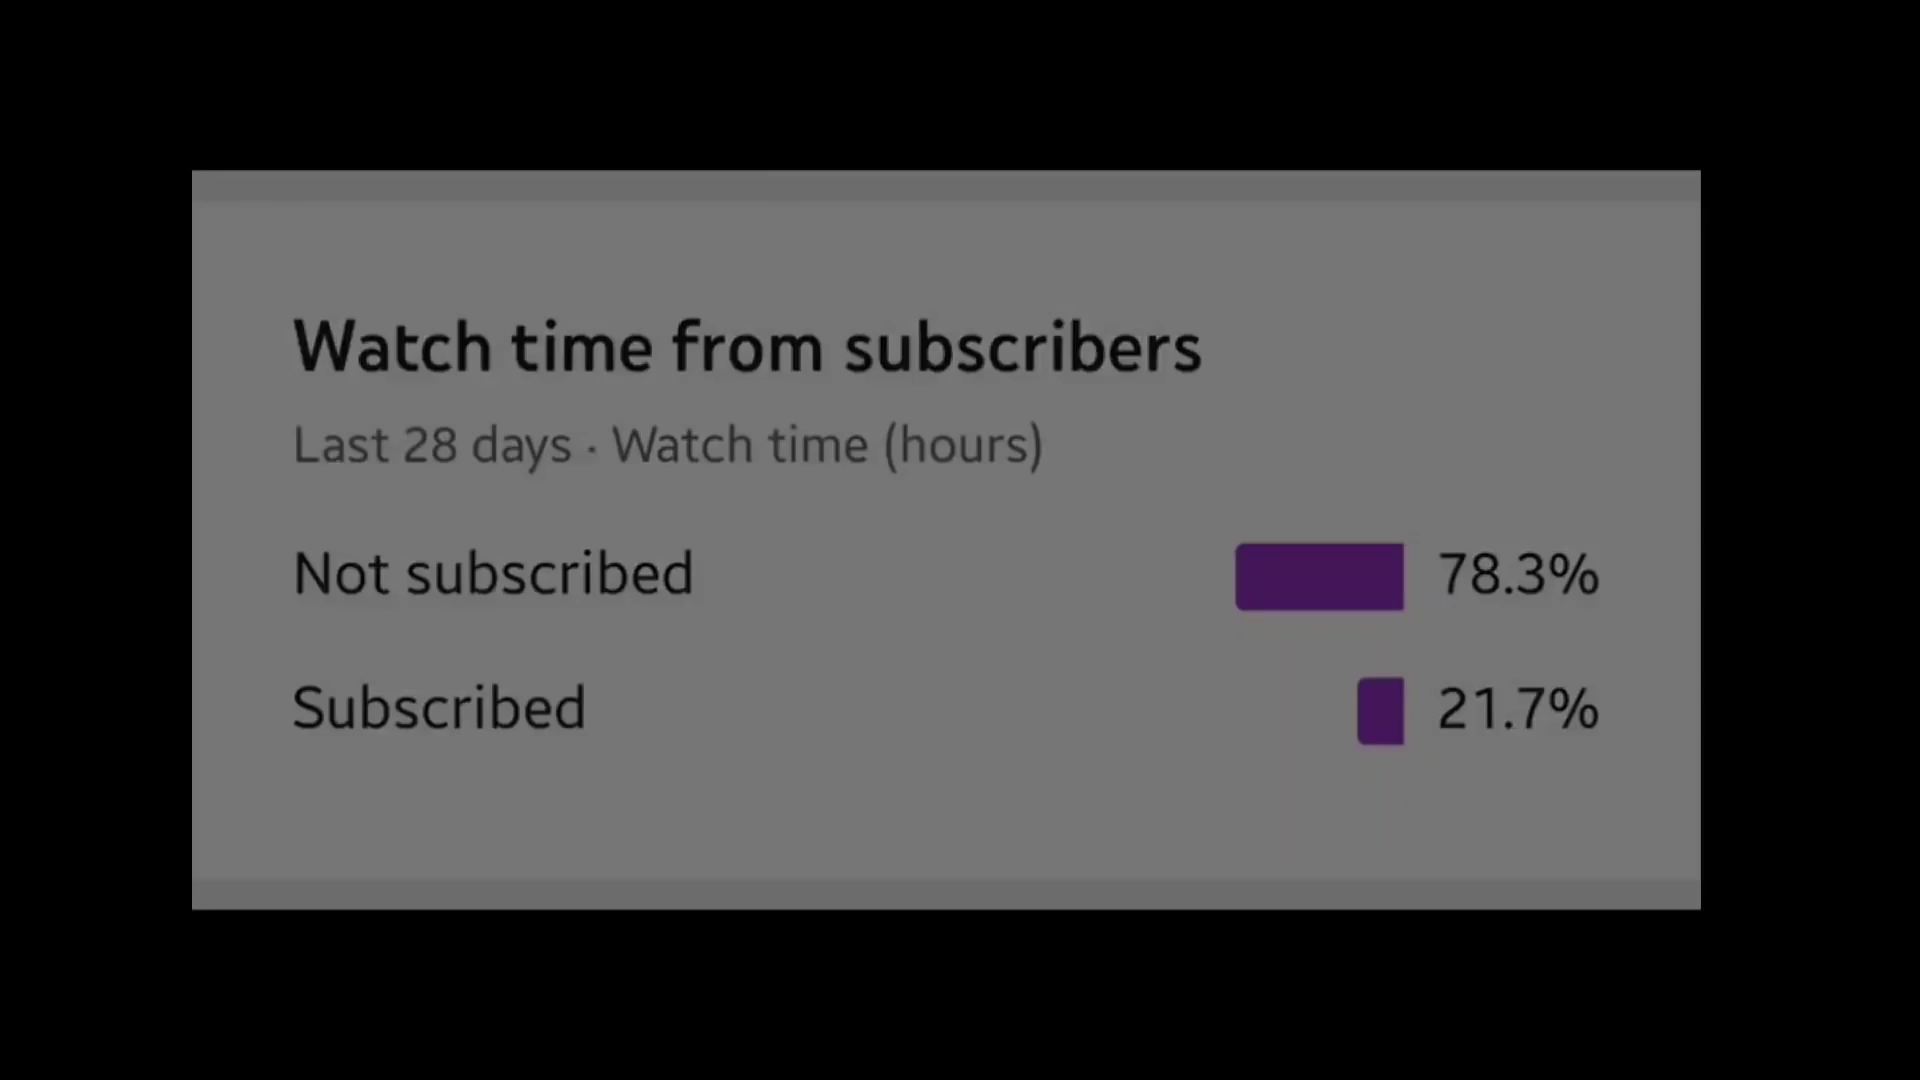 Watch time from subscribers
Last 28 days · Watch time (hours)
Not subscribed 78.3%
Subscribed 21.7%